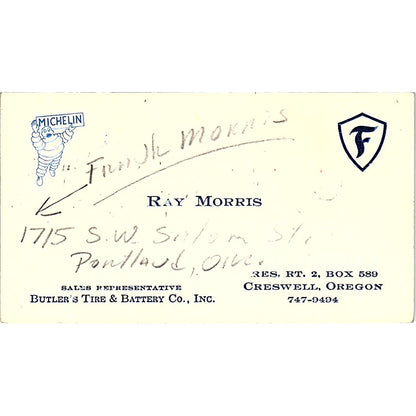 MICHELIN
F
Frank Morris
RAY MORRIS
1715 S.W. St.
Portland, Ore.
SALES REPRESENTATIVE
BUTLER'S TIRE & BATTERY CO., INC.
RES. RT. 2, BOX 589
CRESWELL, OREGON
747-9494